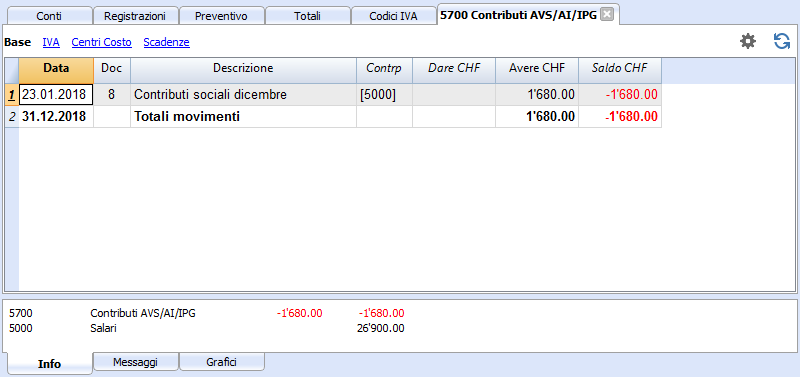 Conti Registrazioni Preventivo Totali Codici IVA 5700 Contributi AVS/AI/IPG
Base IVA Centri Costo Scadenze
Data Doc Descrizione Contrp Dare CHF Avere CHF Saldo CHF
1 23.01.2018 8 Contributi sociali dicembre [5000] 1'680.00 -1'680.00
2 31.12.2018 Totali movimenti 1'680.00 -1'680.00
5700 Contributi AVS/AI/IPG -1'680.00 -1'680.00
5000 Salari 26'900.00
Info Messaggi Grafici